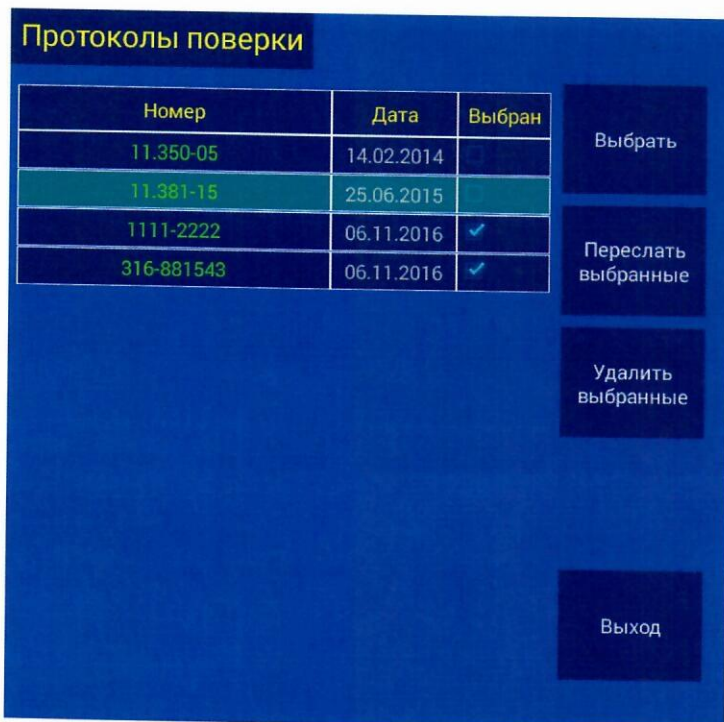 Протоколы поверки
Номер Дата Выбран
11.350-05 14.02.2014
11.381-15 25.06.2015
1111-2222 06.11.2016 ✓
316-881543 06.11.2016 ✓
Выбрать
Переслать
выбранные
Удалить
выбранные
Выход